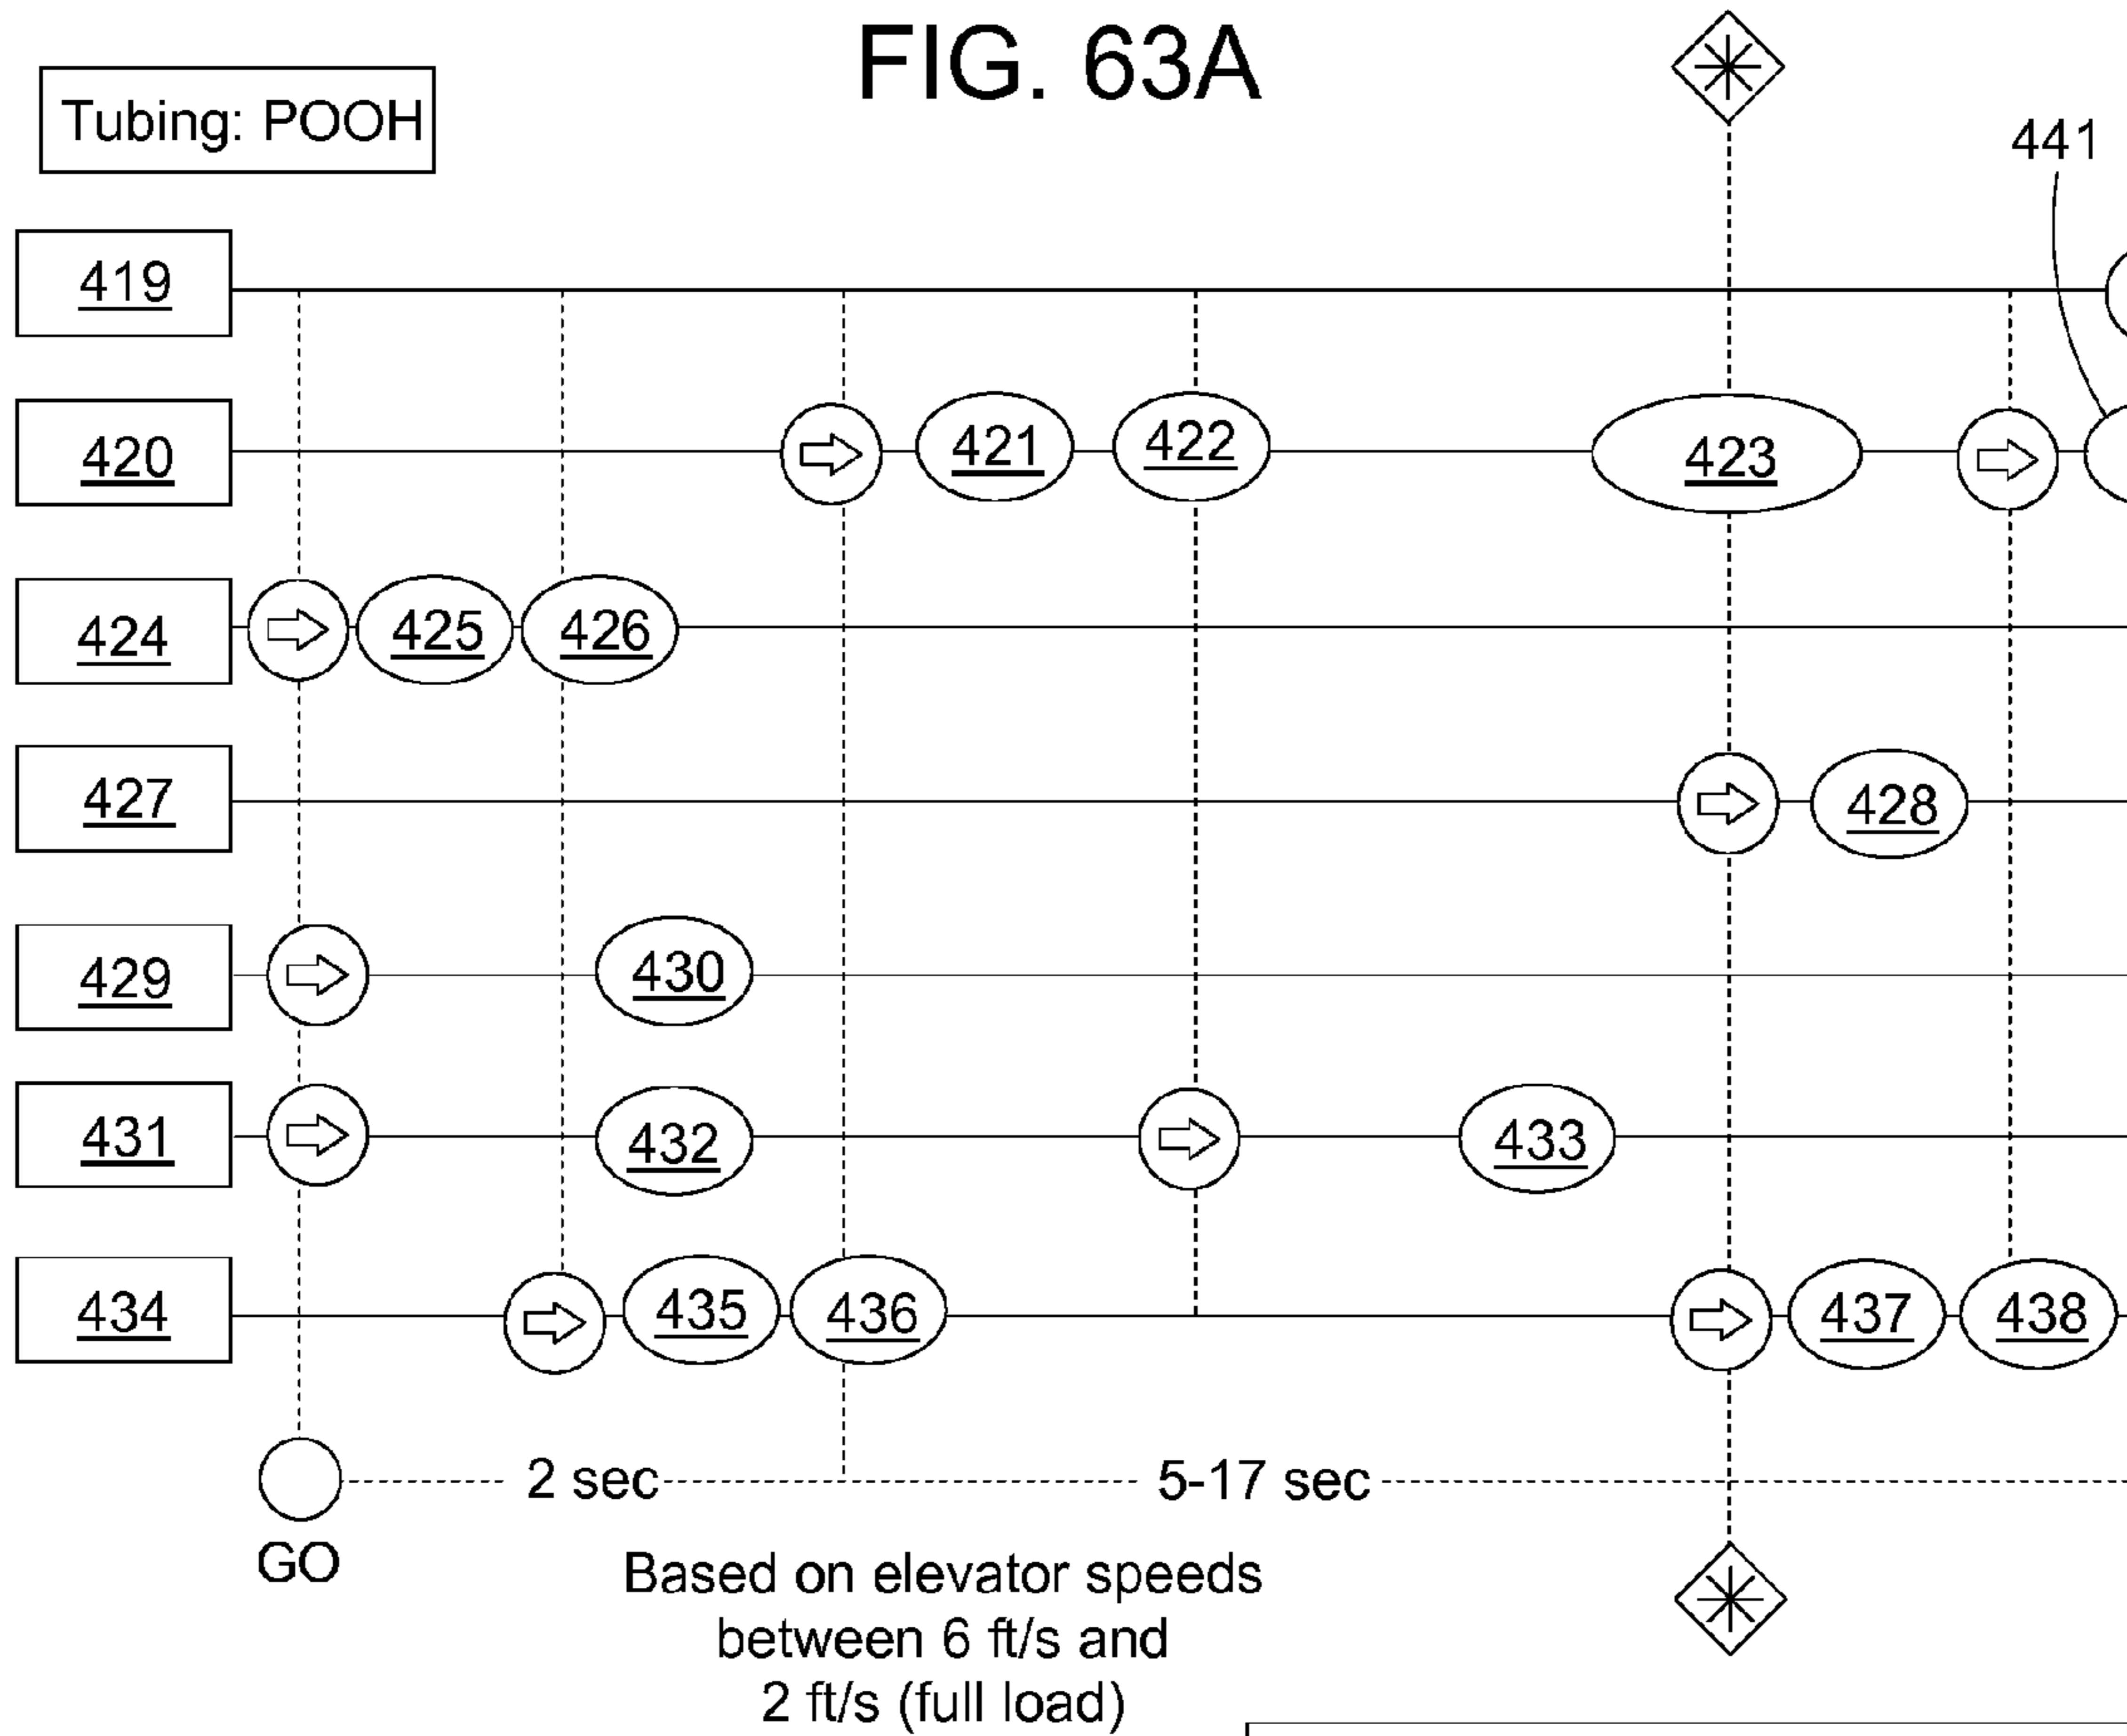 FIG. 63A
Tubing: POOH
441
419
420
421
422
423
424
425
426
427
428
429
430
431
432
433
434
435
436
437
438
2 sec
5-17 sec
GO
Based on elevator speeds
between 6 ft/s and
2 ft/s (full load)